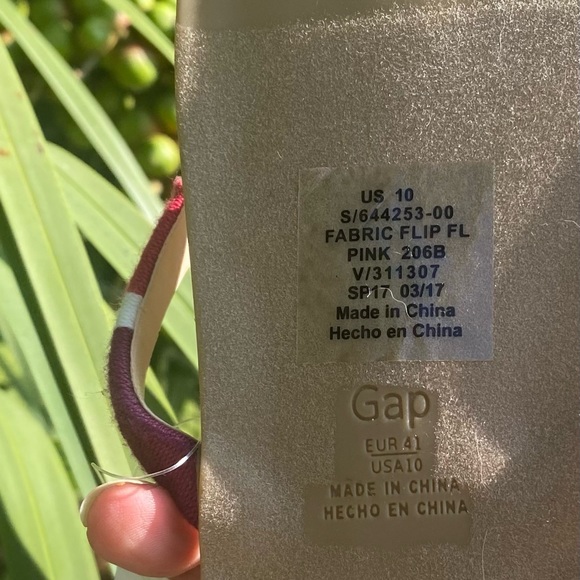 US 10
S/644253-00
FABRIC FLIP FL
PINK 206B
V/311307
SP17 03/17
Made in China
Hecho en China
Gap
EUR 41
USA10
MADE IN CHINA
HECHO EN CHINA